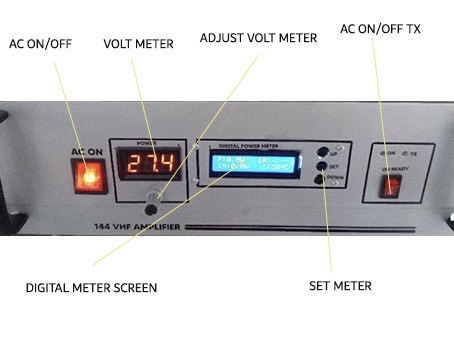 AC ON/OFF
VOLT METER
ADJUST VOLT METER
AC ON/OFF TX
AC ON
POWER
27.4
DIGITAL POWER METER
UP
SET
DOWN
ON
TX
READY
144 VHF AMPLIFIER
DIGITAL METER SCREEN
SET METER